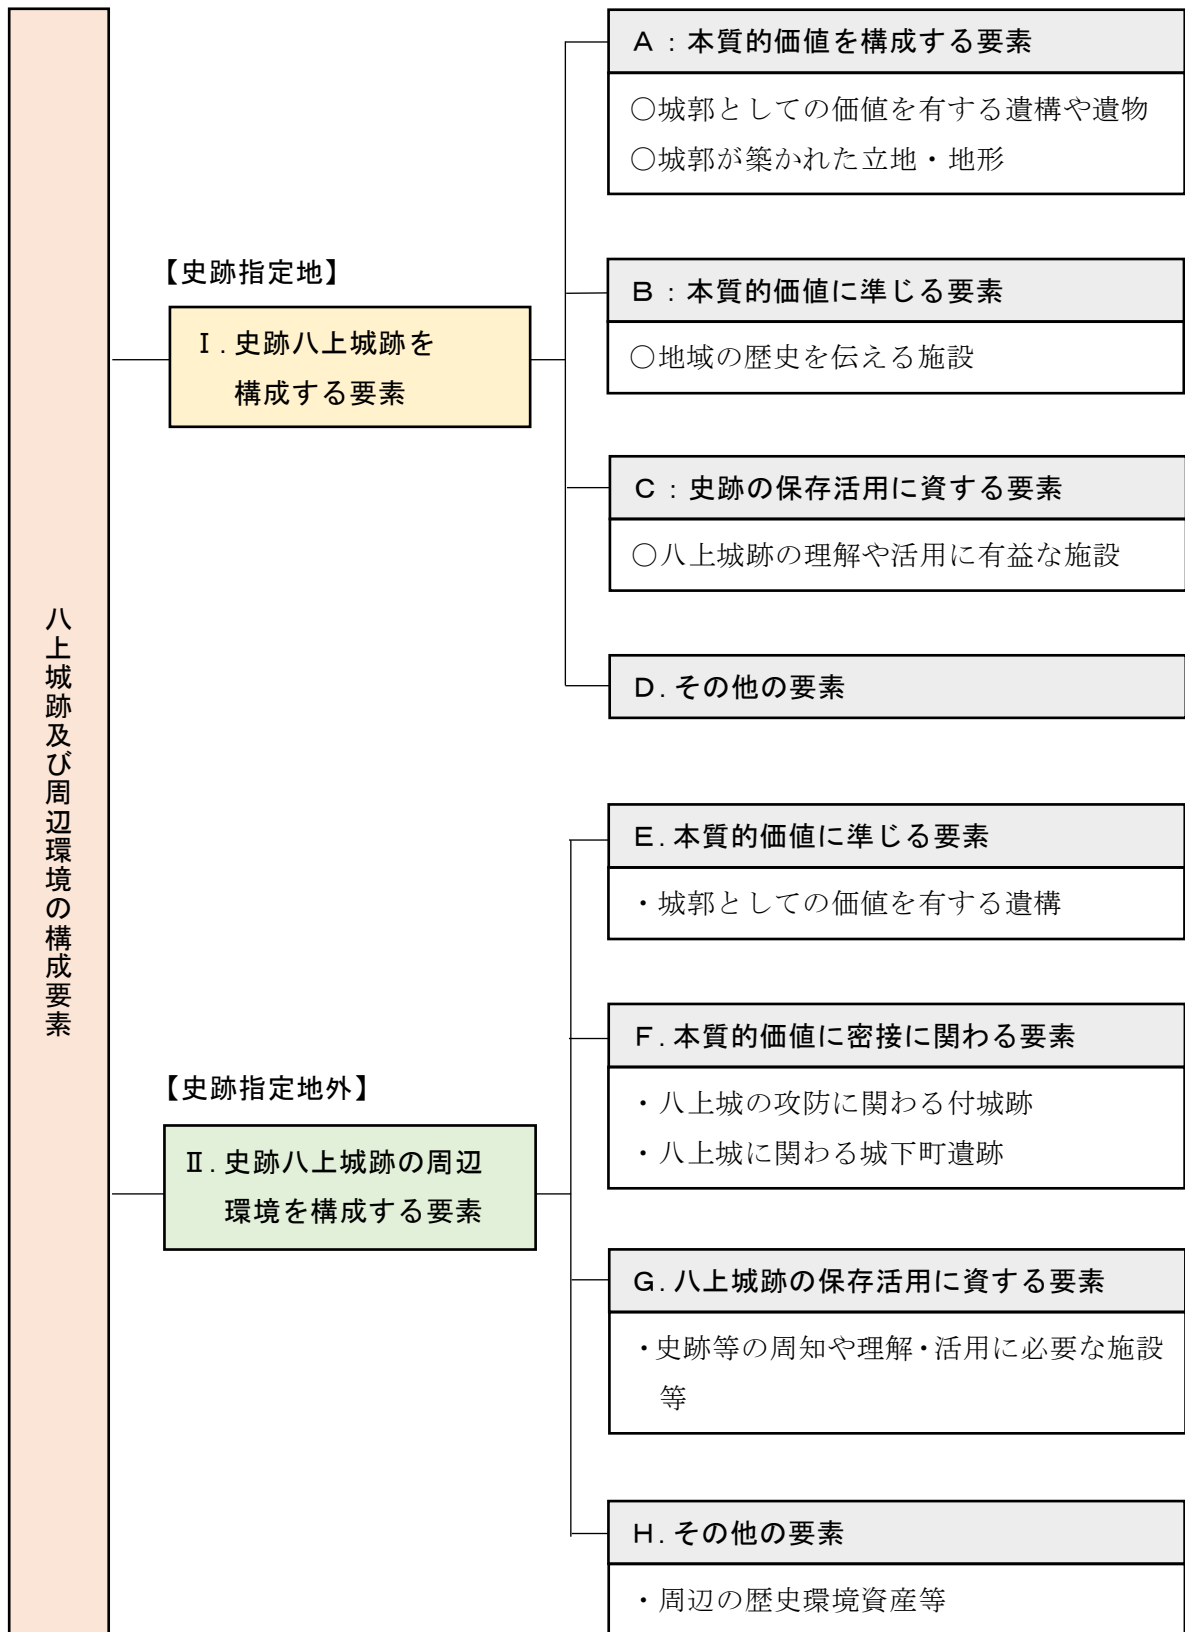 八上城跡及び周辺環境の構成要素
【史跡指定地】
Ⅰ.史跡八上城跡を
構成する要素
A:本質的価値を構成する要素
○城郭としての価値を有する遺構や遺物
○城郭が築かれた立地・地形
B:本質的価値に準じる要素
○地域の歴史を伝える施設
C:史跡の保存活用に資する要素
○八上城跡の理解や活用に有益な施設
D.その他の要素
【史跡指定地外】
Ⅱ.史跡八上城跡の周辺
環境を構成する要素
E.本質的価値に準じる要素
・城郭としての価値を有する遺構
F.本質的価値に密接に関わる要素
・八上城の攻防に関わる付城跡
・八上城に関わる城下町遺跡
G.八上城跡の保存活用に資する要素
・史跡等の周知や理解・活用に必要な施設
等
H.その他の要素
・周辺の歴史環境資産等